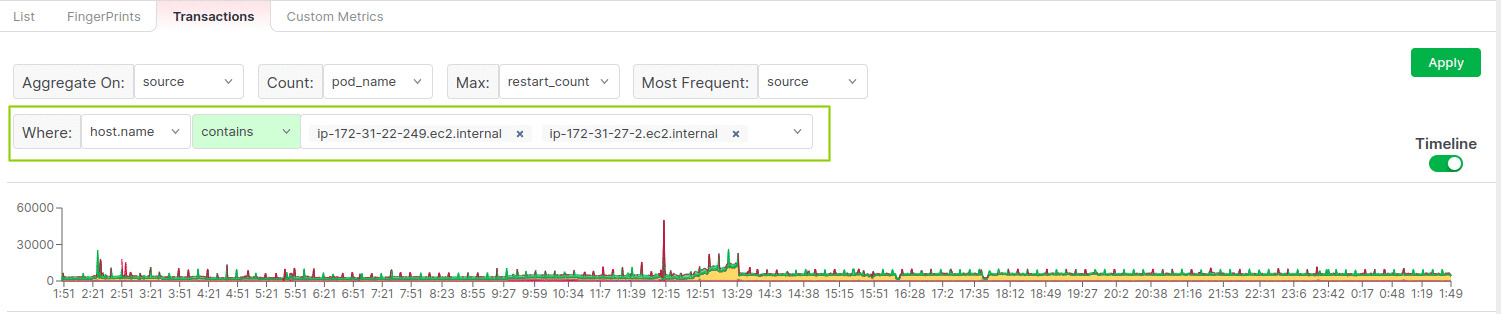 List FingerPrints Transactions Custom Metrics
Apply
Aggregate On: source Count: pod_name Max: restart_count Most Frequent: source
Where: host.name contains ip-172-31-22-249.ec2.internal × ip-172-31-27-2.ec2.internal ×
Timeline
60000
30000
0
1:51 2:21 2:51 3:21 3:51 4:21 4:51 5:21 5:51 6:21 6:51 7:21 7:51 8:23 8:55 9:27 9:59 10:34 11:7 11:39 12:15 12:51 13:29 14:3 14:38 15:15 15:51 16:28 17:2 17:35 18:12 18:49 19:27 20:2 20:38 21:16 21:53 22:31 23:6 23:42 0:17 0:48 1:19 1:49